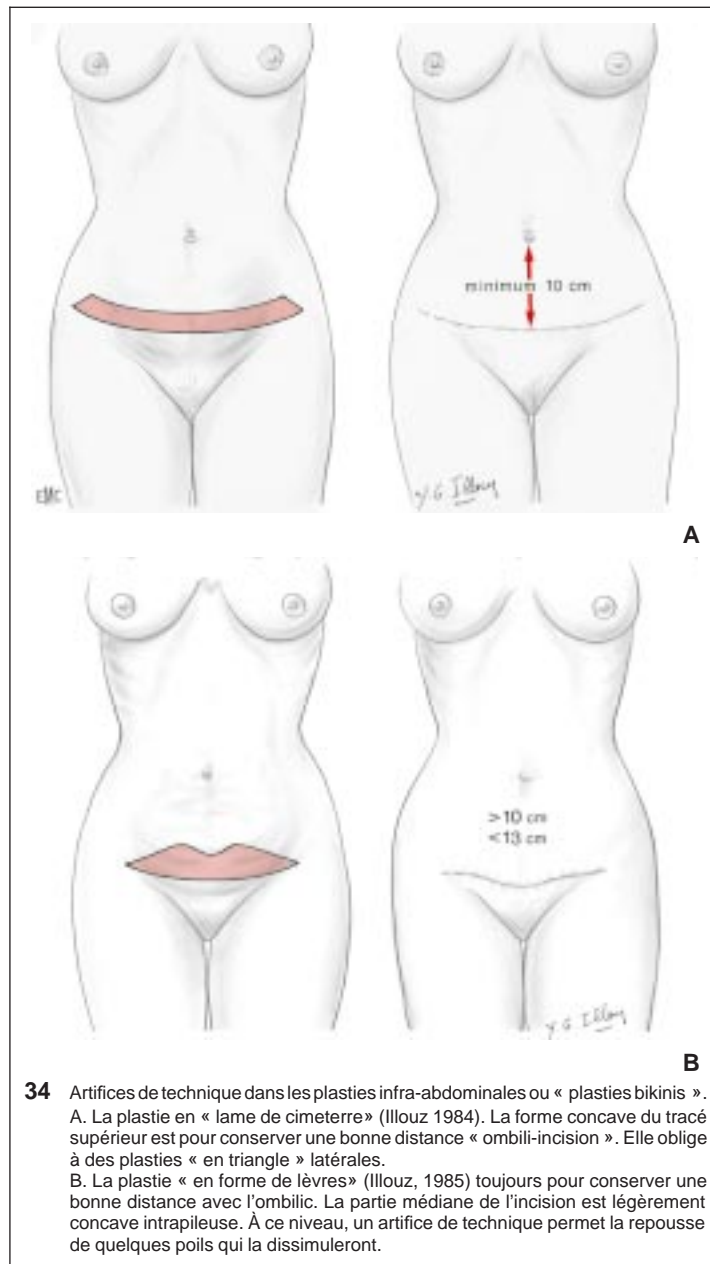 minimum 10 cm
EMC
Y.G Illouz
A
>10 cm
<13 cm
Y G Illouz
B
34 Artifices de technique dans les plasties infra-abdominales ou « plasties bikinis ».
A. La plastie en « lame de cimeterre» (Illouz 1984). La forme concave du tracé
supérieur est pour conserver une bonne distance « ombili-incision ». Elle oblige
à des plasties « en triangle » latérales.
B. La plastie « en forme de lèvres» (Illouz, 1985) toujours pour conserver une
bonne distance avec l'ombilic. La partie médiane de l'incision est légèrement
concave intrapileuse. À ce niveau, un artifice de technique permet la repousse
de quelques poils qui la dissimuleront.